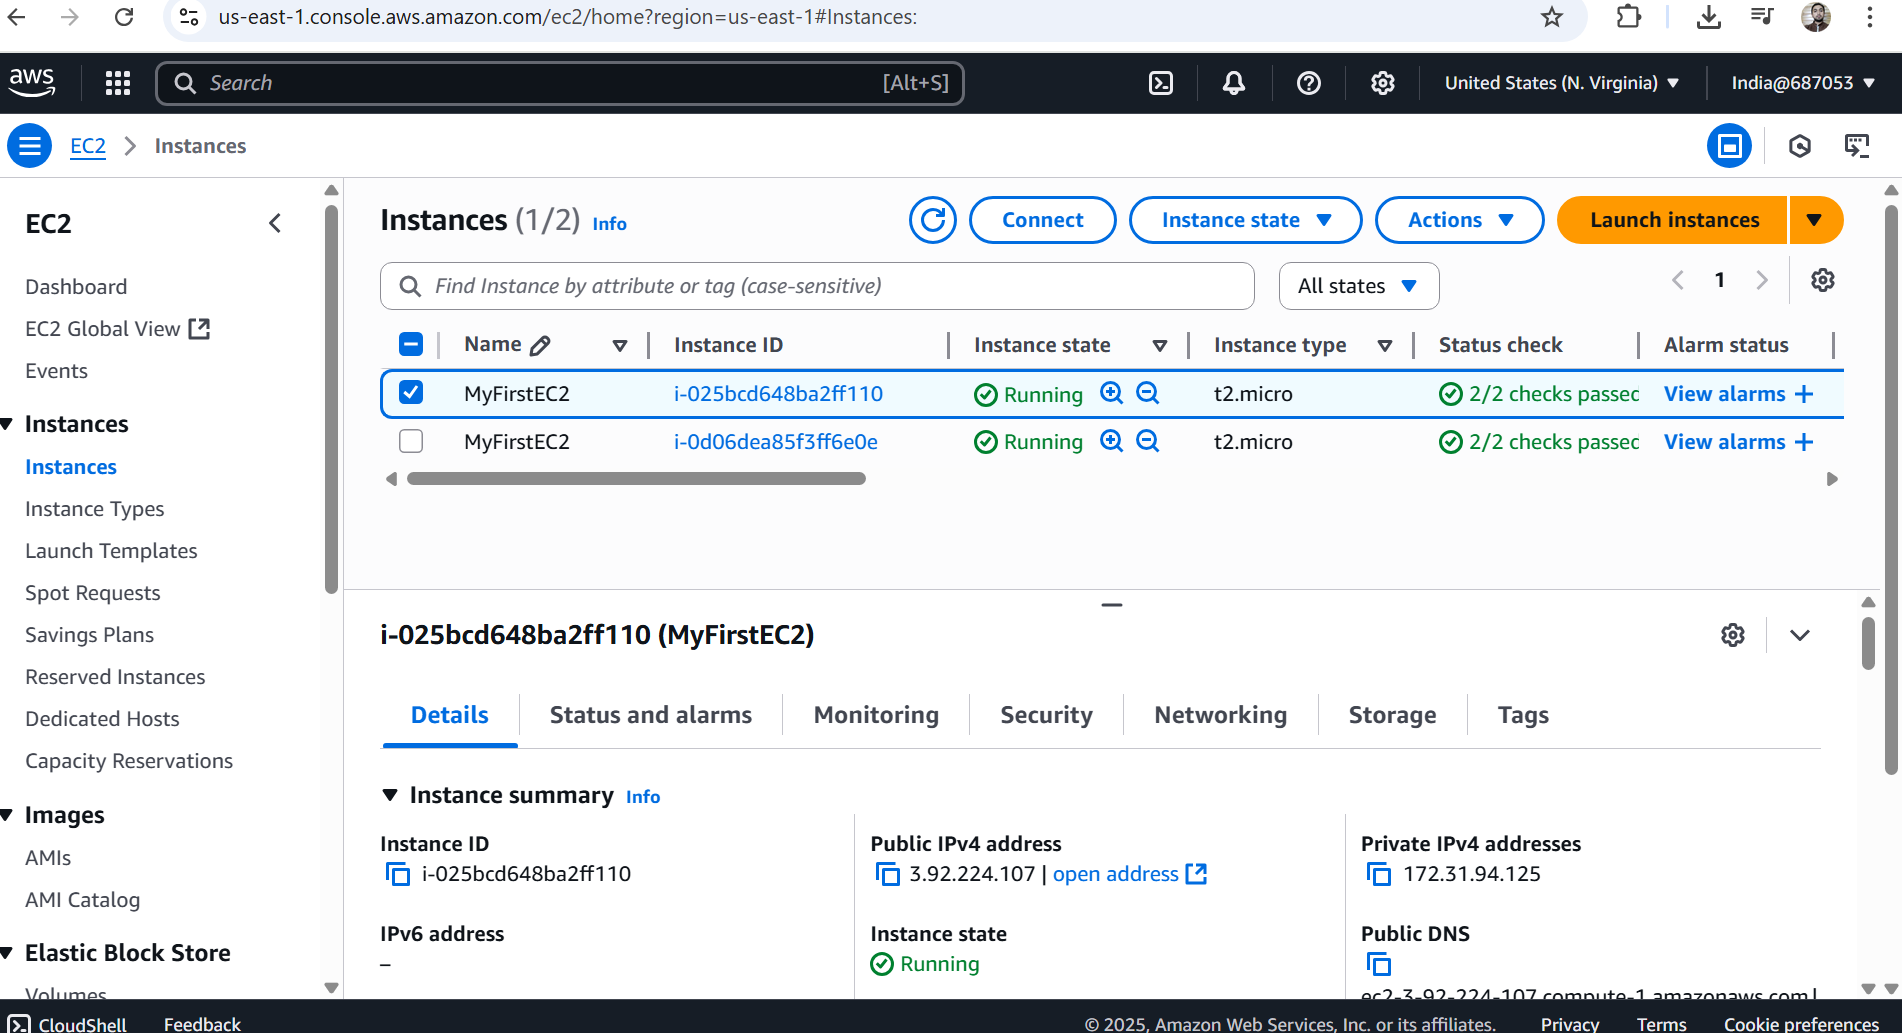 us-east-1.console.aws.amazon.com/ec2/home?region=us-east-1#Instances:
aws
Search [Alt+S]
United States (N. Virginia)
India@687053
EC2 > Instances
EC2
Dashboard
EC2 Global View
Events
Instances
Instances
Instance Types
Launch Templates
Spot Requests
Savings Plans
Reserved Instances
Dedicated Hosts
Capacity Reservations
Images
AMIs
AMI Catalog
Elastic Block Store
Volumes
Instances (1/2) Info
Connect
Instance state
Actions
Launch instances
Find Instance by attribute or tag (case-sensitive)
All states
1
Name Instance ID Instance state Instance type Status check Alarm status
MyFirstEC2 i-025bcd648ba2ff110 Running t2.micro 2/2 checks passed View alarms +
MyFirstEC2 i-0d06dea85f3ff6e0e Running t2.micro 2/2 checks passed View alarms +
i-025bcd648ba2ff110 (MyFirstEC2)
Details Status and alarms Monitoring Security Networking Storage Tags
Instance summary Info
Instance ID
i-025bcd648ba2ff110
Public IPv4 address
3.92.224.107 | open address
Private IPv4 addresses
172.31.94.125
IPv6 address
–
Instance state
Running
Public DNS
ec2-3-92-224-107.compute-1.amazonaws.com |
CloudShell Feedback
© 2025, Amazon Web Services, Inc. or its affiliates. Privacy Terms Cookie preferences